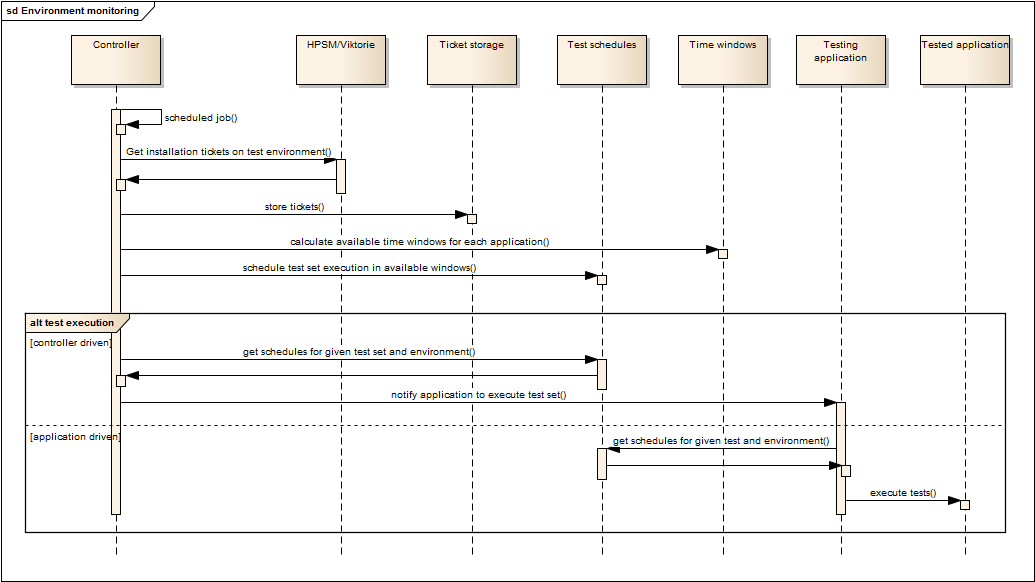 sd Environment monitoring
Controller
HPSM/Viktorie
Ticket storage
Test schedules
Time windows
Testing
application
Tested application
scheduled job()
Get installation tickets on test environment()
store tickets()
calculate available time windows for each application()
schedule test set execution in available windows()
alt test execution
[controller driven]
get schedules for given test set and environment()
notify application to execute test set()
[application driven]
get schedules for given test and environment()
execute tests()